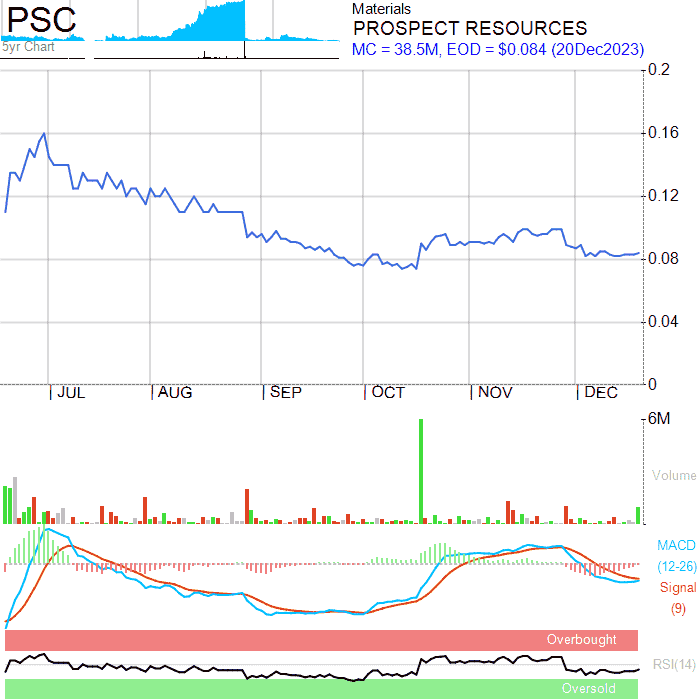 PSC
5yr Chart
Materials
PROSPECT RESOURCES
MC = 38.5M, EOD = $0.084 (20Dec2023)
0.2
0.16
0.12
0.08
0.04
0
JUL AUG SEP OCT NOV DEC
6M
Volume
MACD
(12-26)
Signal
(9)
Overbought
RSI(14)
Oversold